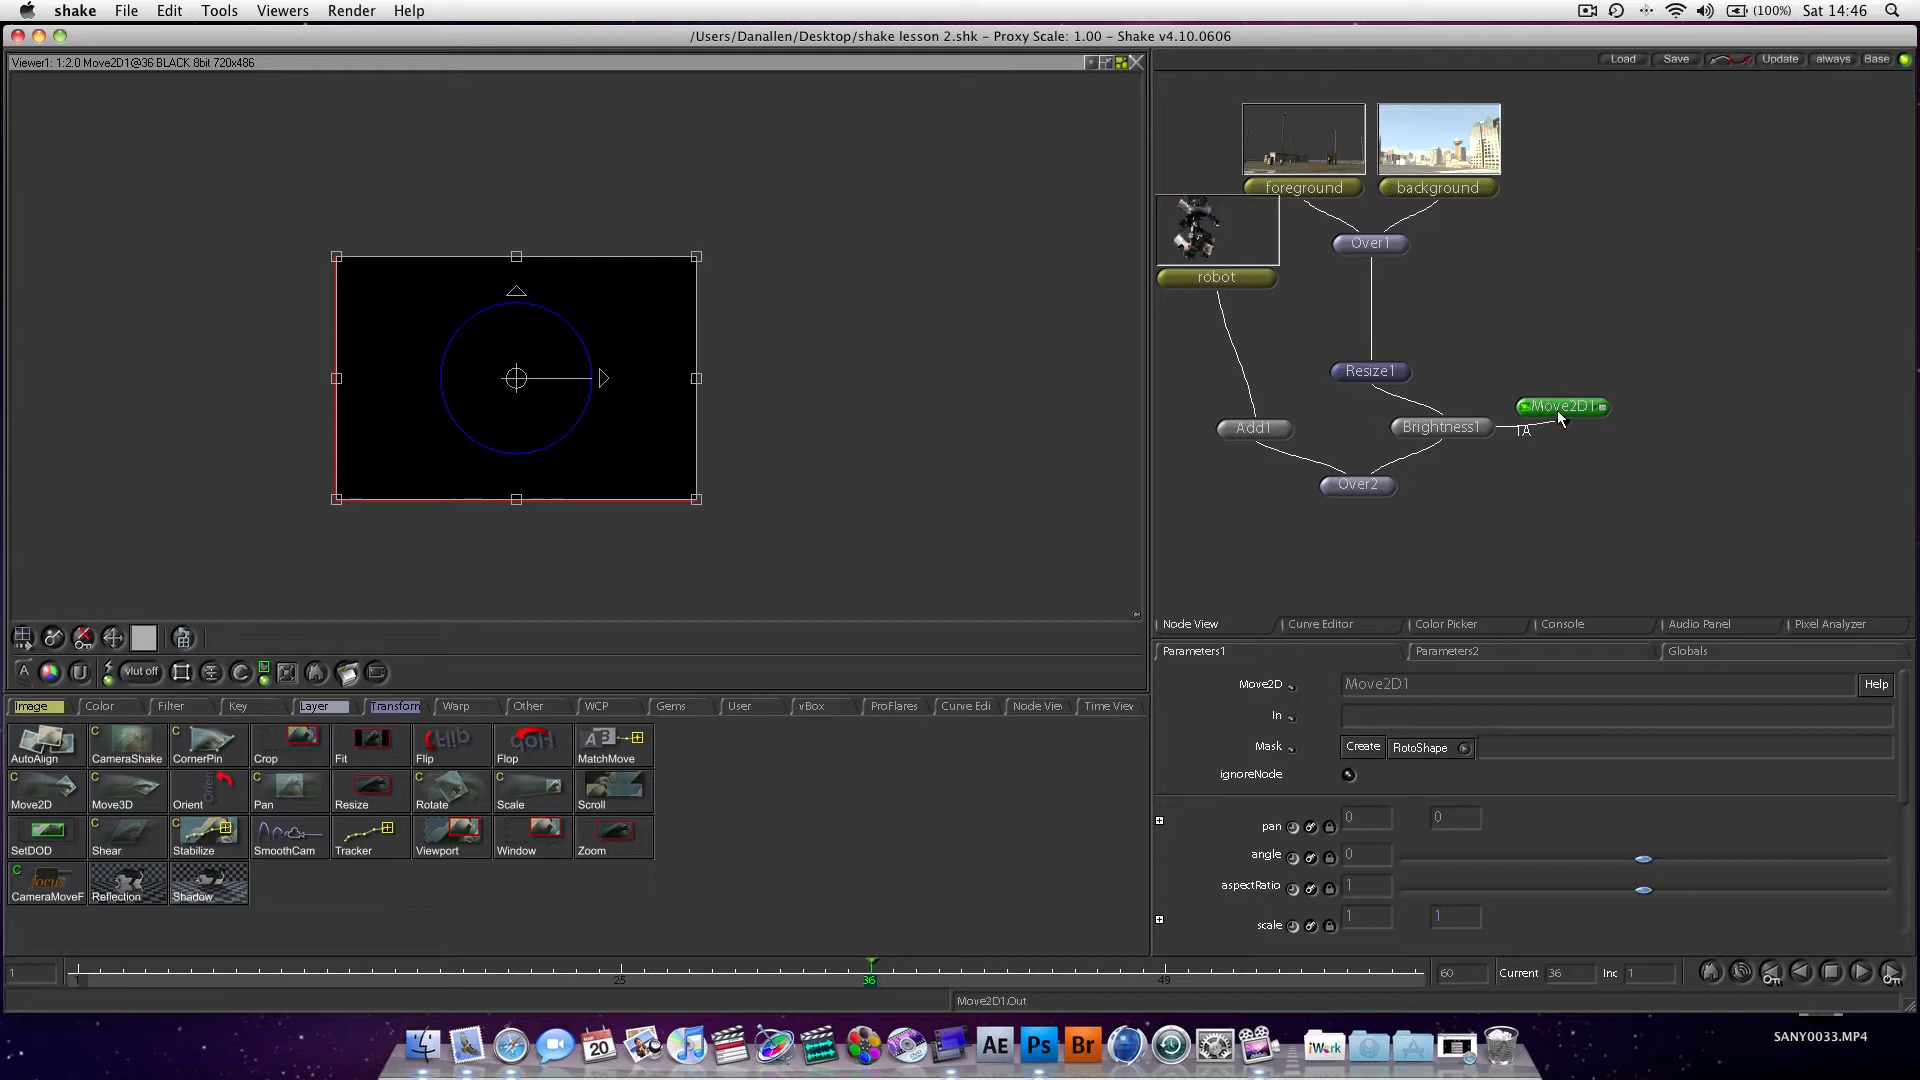 shake File Edit Tools Viewers Render Help (100%) Sat 14:46
/Users/Danallen/Desktop/shake lesson 2.shk - Proxy Scale: 1.00 - Shake v4.10.0606
Viewer1: 1:2.0 Move2D1@36 BLACK 8bit 720x486
Load Save Update always Base
foreground background
Over1
robot
Resize1
Move2D1
Add1 Brightness1 1A
Over2
Node View Curve Editor Color Picker Console Audio Panel Pixel Analyzer
Parameters1 Parameters2 Globals
Move2D Move2D1 Help
In
Mask Create RotoShape
ignoreNode
pan 0 0
angle 0
aspectRatio 1
scale 1 1
A vlut off
Image Color Filter Key Layer Transform Warp Other WCP Gems User vBox ProFlares Curve Edi Node Viev Time View
AutoAlign CameraShake CornerPin Crop Fit Flip Flop MatchMove
Move2D Move3D Orient Pan Resize Rotate Scale Scroll
SetDOD Shear Stabilize SmoothCam Tracker Viewport Window Zoom
CameraMoveF Reflection Shadow
1 1 25 36 49 60 Current 36 Inc 1
Move2D1.Out
MAR 20 AE Ps Br iWork
SANY0033.MP4